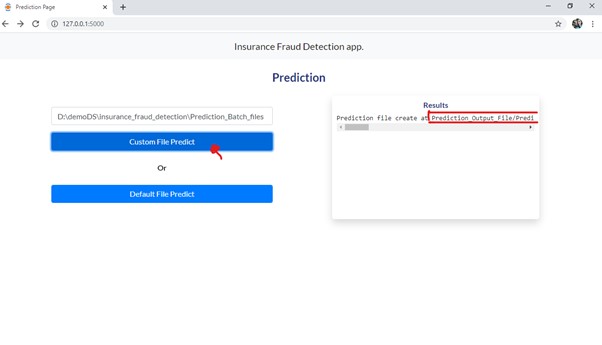 Prediction Page
127.0.0.1:5000
Insurance Fraud Detection app.
Prediction
D:\demoDS\insurance_fraud_detection\Prediction_Batch_files
Custom File Predict
Or
Default File Predict
Results
Prediction file create at Prediction_Output_File/Predi